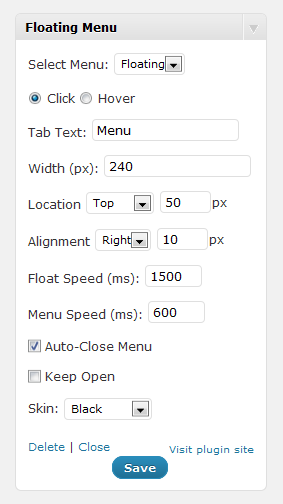 Floating Menu
Select Menu: Floating
Click Hover
Tab Text: Menu
Width (px): 240
Location Top 50 px
Alignment Right 10 px
Float Speed (ms): 1500
Menu Speed (ms): 600
Auto-Close Menu
Keep Open
Skin: Black
Delete | Close Visit plugin site
Save